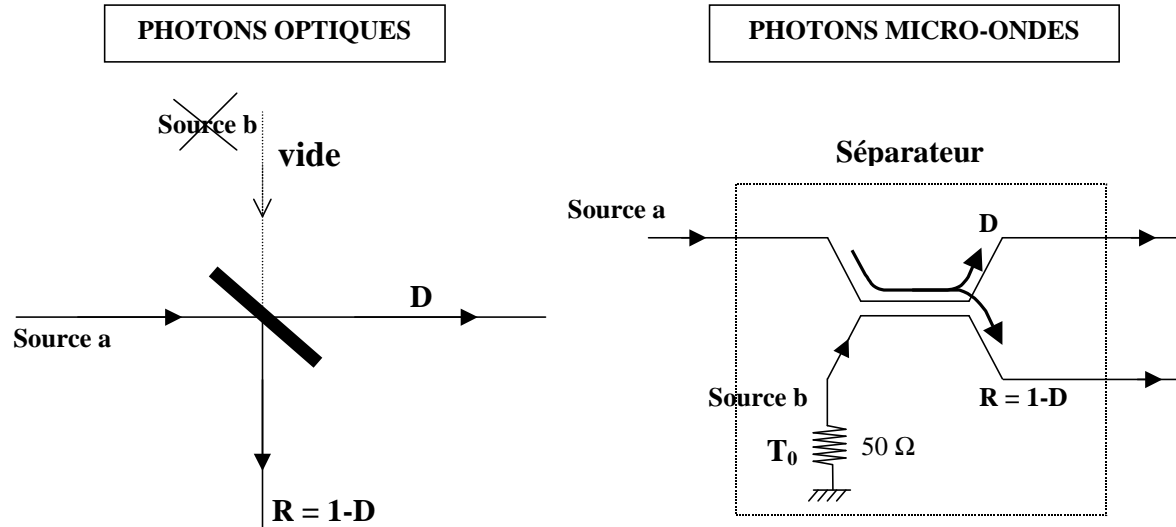 PHOTONS OPTIQUES
Source b
vide
D
Source a
R = 1-D
PHOTONS MICRO-ONDES
Séparateur
Source a
D
Source b
R = 1-D
T₀ 50 Ω